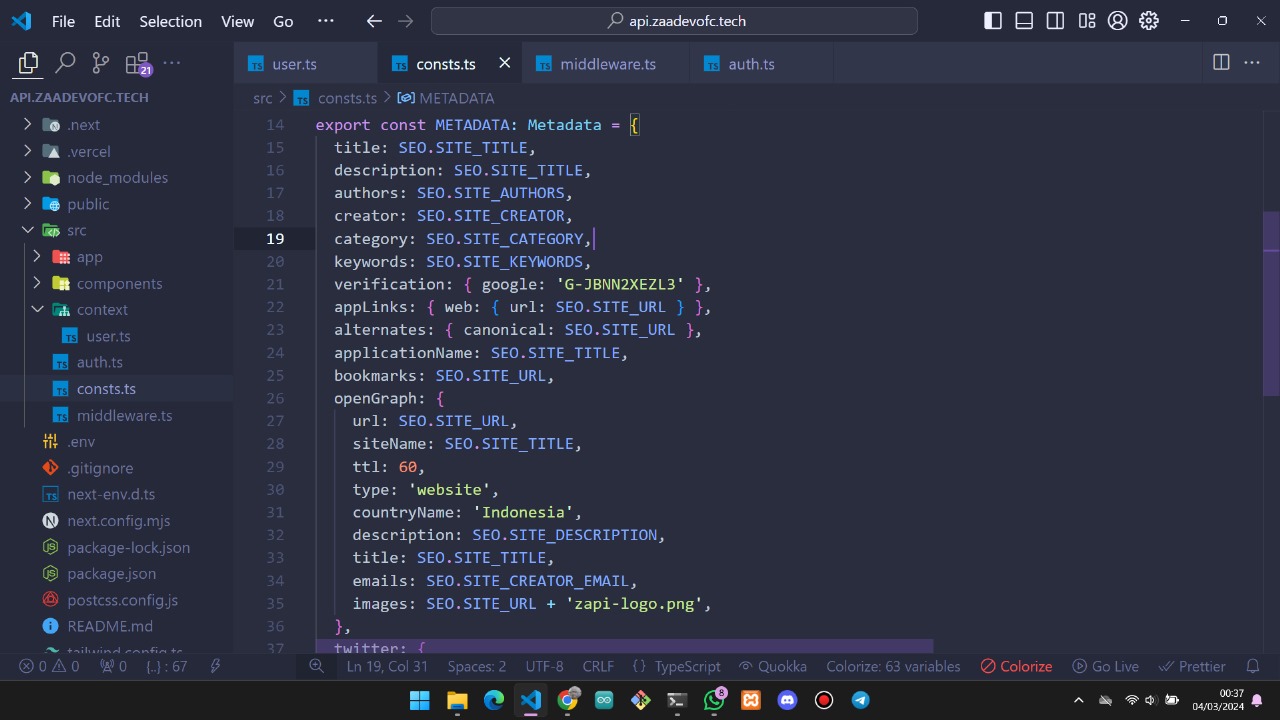 File Edit Selection View Go ··· api.zaadevofc.tech
21 ···
user.ts consts.ts middleware.ts auth.ts ···
API.ZAADEVOFC.TECH
src > consts.ts > METADATA
.next
.vercel
node_modules
public
src
app
components
context
user.ts
auth.ts
consts.ts
middleware.ts
.env
.gitignore
next-env.d.ts
next.config.mjs
package-lock.json
package.json
postcss.config.js
README.md
tailwind.config.ts
14 export const METADATA: Metadata = {
15 title: SEO.SITE_TITLE,
16 description: SEO.SITE_TITLE,
17 authors: SEO.SITE_AUTHORS,
18 creator: SEO.SITE_CREATOR,
19 category: SEO.SITE_CATEGORY,
20 keywords: SEO.SITE_KEYWORDS,
21 verification: { google: 'G-JBNN2XEZL3' },
22 appLinks: { web: { url: SEO.SITE_URL } },
23 alternates: { canonical: SEO.SITE_URL },
24 applicationName: SEO.SITE_TITLE,
25 bookmarks: SEO.SITE_URL,
26 openGraph: {
27 url: SEO.SITE_URL,
28 siteName: SEO.SITE_TITLE,
29 ttl: 60,
30 type: 'website',
31 countryName: 'Indonesia',
32 description: SEO.SITE_DESCRIPTION,
33 title: SEO.SITE_TITLE,
34 emails: SEO.SITE_CREATOR_EMAIL,
35 images: SEO.SITE_URL + 'zapi-logo.png',
36 },
37 twitter: {
0 0 0 {..} : 67 Ln 19, Col 31 Spaces: 2 UTF-8 CRLF {} TypeScript Quokka Colorize: 63 variables Colorize Go Live Prettier
8 00:37
04/03/2024